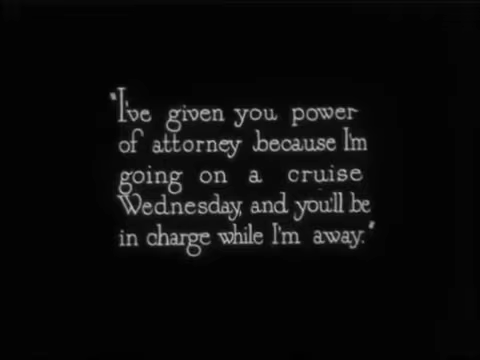 "I've given you power
of attorney because I'm
going on a cruise
Wednesday, and you'll be
in charge while I'm away."